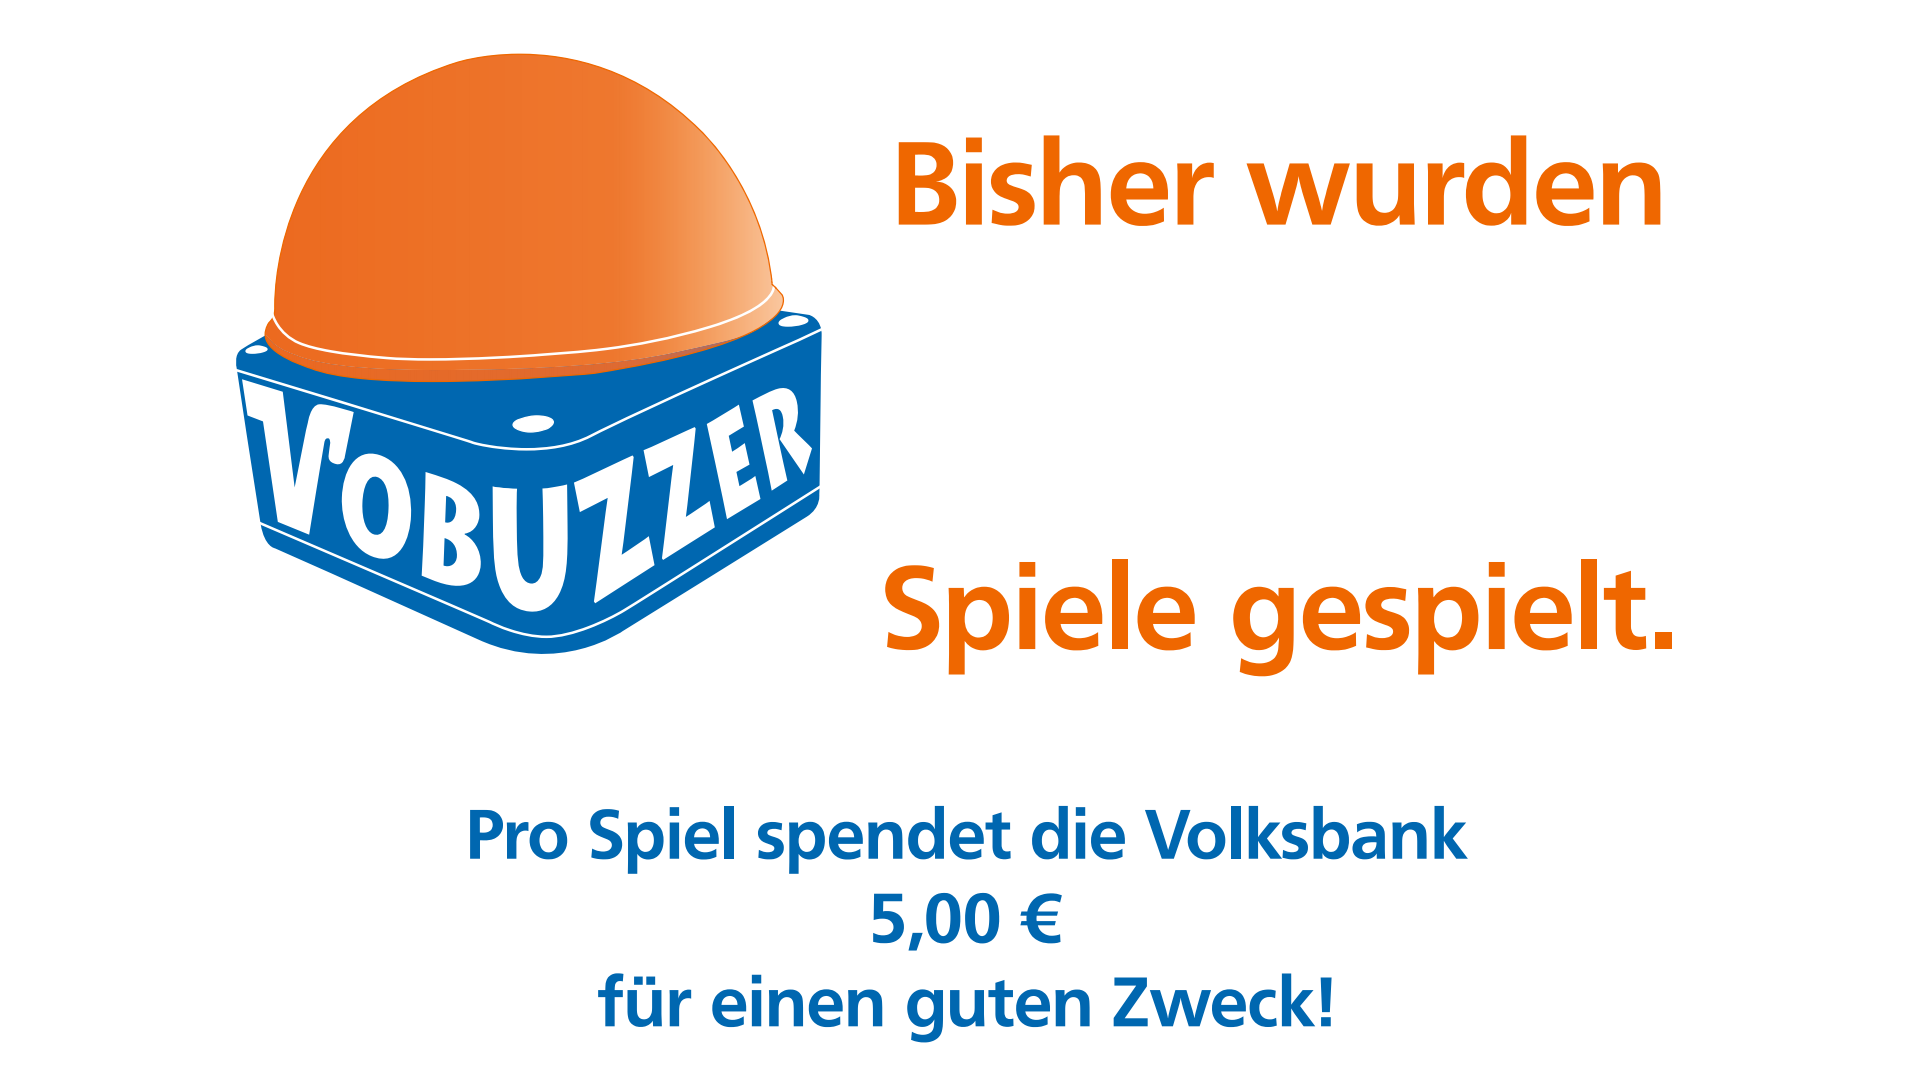 VOBUZZER
Bisher wurden
Spiele gespielt.
Pro Spiel spendet die Volksbank
5,00 €
für einen guten Zweck!